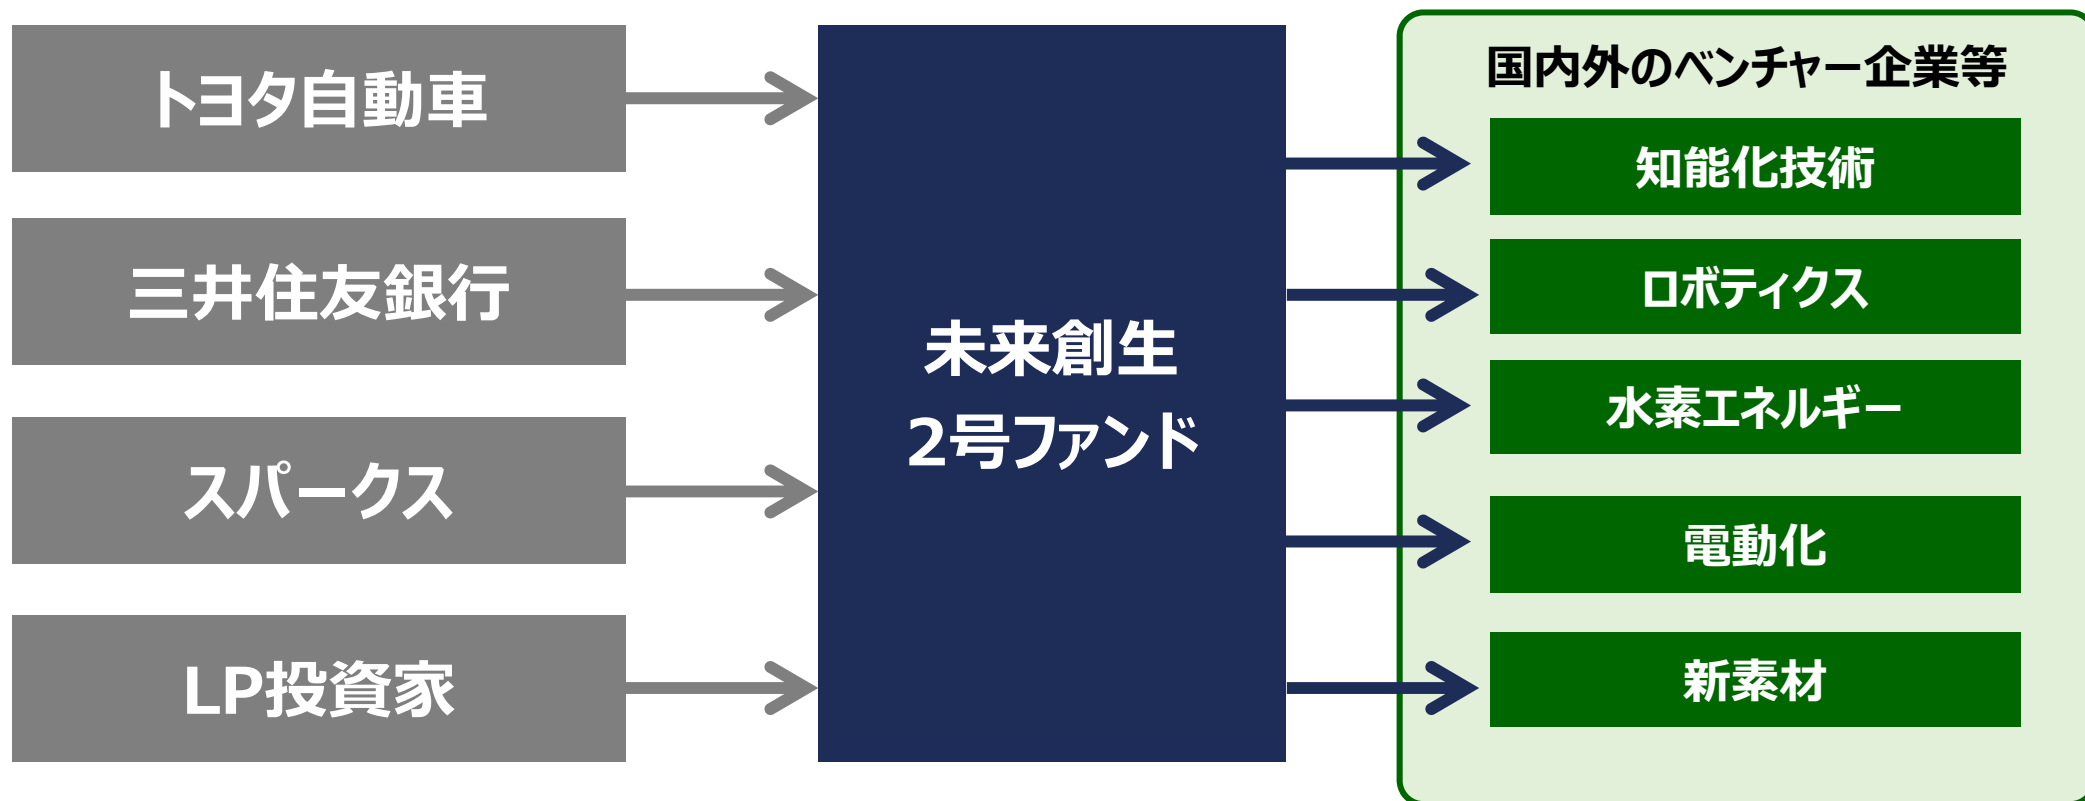 トヨタ自動車
三井住友銀行
スパークス
LP投資家
未来創生
2号ファンド
国内外のベンチャー企業等
知能化技術
ロボティクス
水素エネルギー
電動化
新素材